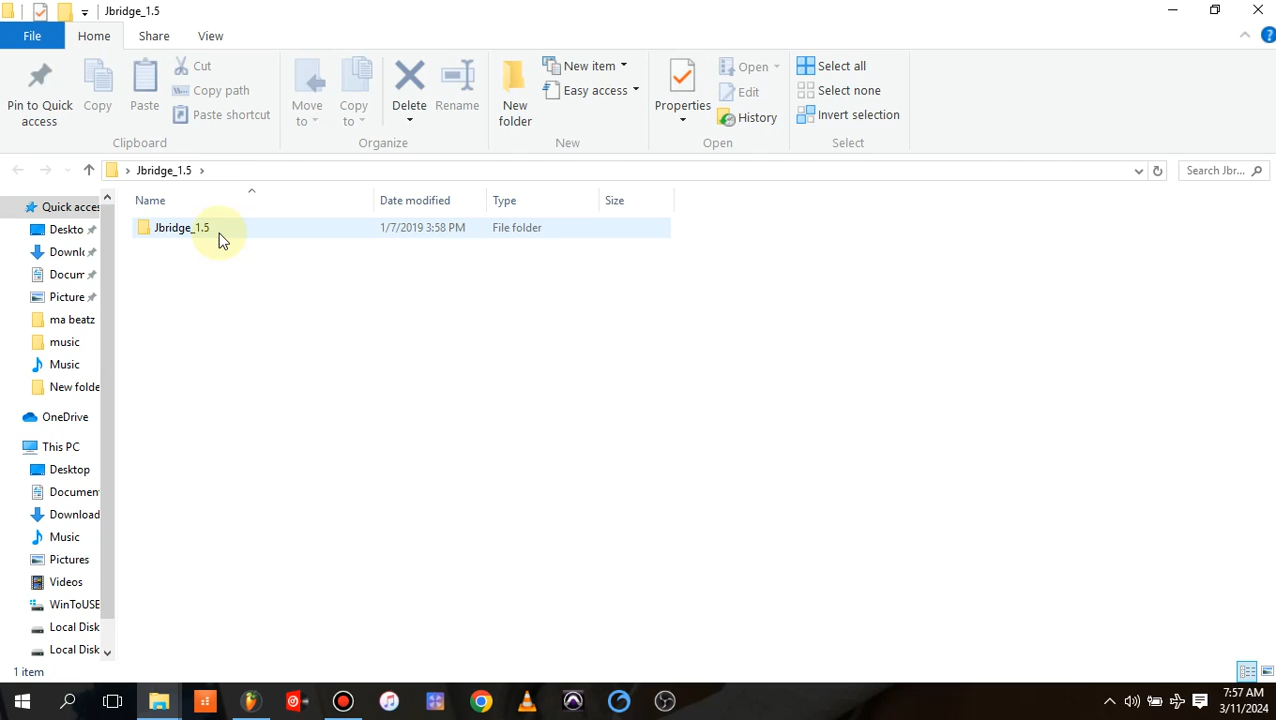 Jbridge_1.5
File Home Share View
Pin to Quick access
Copy
Paste
Cut
Copy path
Paste shortcut
Clipboard
Move to
Copy to
Delete
Rename
Organize
New folder
New item
Easy access
New
Properties
Open
Edit
History
Open
Select all
Select none
Invert selection
Select
Jbridge_1.5
Search Jbr...
Name Date modified Type Size
Jbridge_1.5 1/7/2019 3:58 PM File folder
Quick acces
Deskto
Downlo
Docum
Picture
ma beatz
music
Music
New folde
OneDrive
This PC
Desktop
Documen
Download
Music
Pictures
Videos
WinToUSE
Local Disk
Local Disk
1 item
7:57 AM
3/11/2024